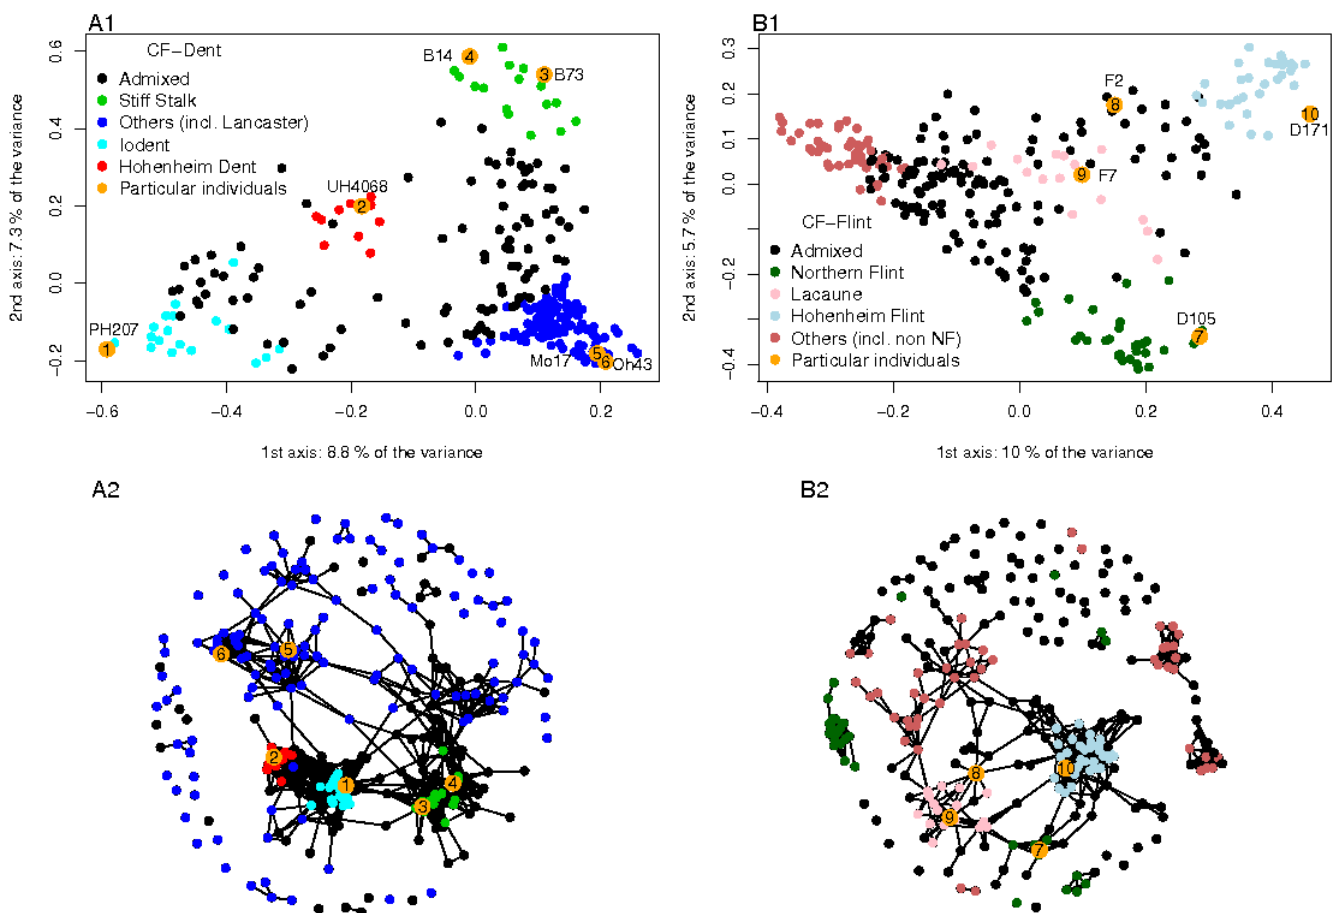 A1
CF–Dent
Admixed
Stiff Stalk
Others (incl. Lancaster)
Iodent
Hohenheim Dent
Particular individuals
B14
4
3
B73
UH4068
2
PH207
1
Mo17
5
6
Oh43
0.6
0.4
0.2
0.0
−0.2
2nd axis: 7.3 % of the variance
−0.6
−0.4
−0.2
0.0
0.2
1st axis: 8.8 % of the variance
B1
F2
8
10
D171
9
F7
CF–Flint
Admixed
Northern Flint
Lacaune
Hohenheim Flint
Others (incl. non NF)
Particular individuals
D105
7
0.3
0.2
0.1
0.0
−0.2
−0.4
2nd axis: 5.7 % of the variance
−0.4
−0.2
0.0
0.2
0.4
1st axis: 10 % of the variance
A2
6
5
2
1
4
3
B2
8
10
9
7